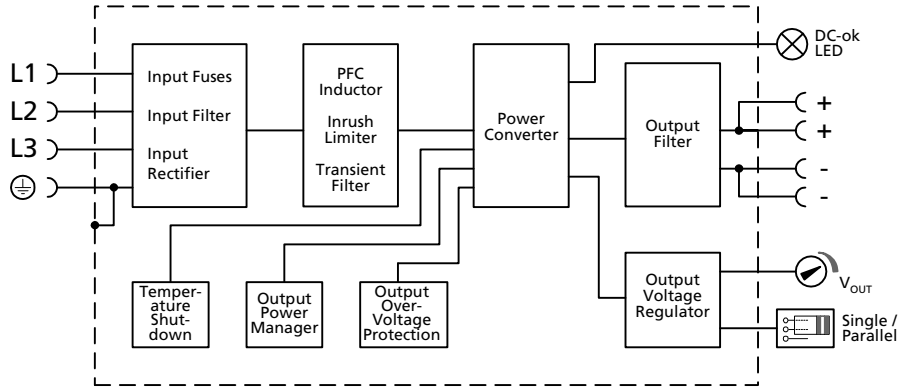 L1
L2
L3
Input Fuses
Input Filter
Input
Rectifier
PFC
Inductor
Inrush
Limiter
Transient
Filter
Power
Converter
Output
Filter
DC-ok
LED
+
+
-
-
Temper-
ature
Shut-
down
Output
Power
Manager
Output
Over-
Voltage
Protection
Output
Voltage
Regulator
VOUT
Single /
Parallel